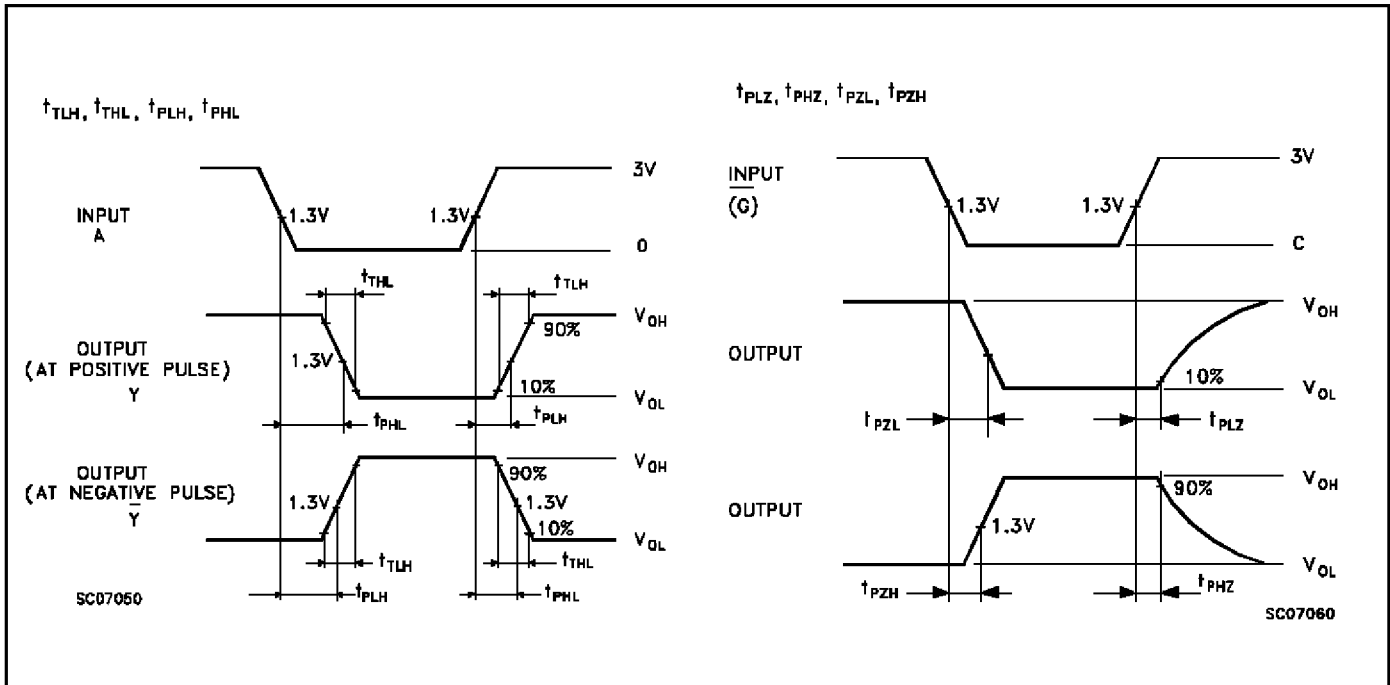 tTLH, tTHL, tPLH, tPHL
INPUT
A
1.3V
1.3V
3V
0
tTHL
tTLH
OUTPUT
(AT POSITIVE PULSE)
Y
1.3V
90%
10%
VOH
VOL
tPHL
tPLH
OUTPUT
(AT NEGATIVE PULSE)
Y̅
1.3V
90%
1.3V
10%
VOH
VOL
tTLH
tTHL
tPLH
tPHL
SC07050
tPLZ, tPHZ, tPZL, tPZH
INPUT
(G̅)
1.3V
1.3V
3V
C
OUTPUT
VOH
10%
VOL
tPZL
tPLZ
OUTPUT
1.3V
90%
VOH
VOL
tPZH
tPHZ
SC07060